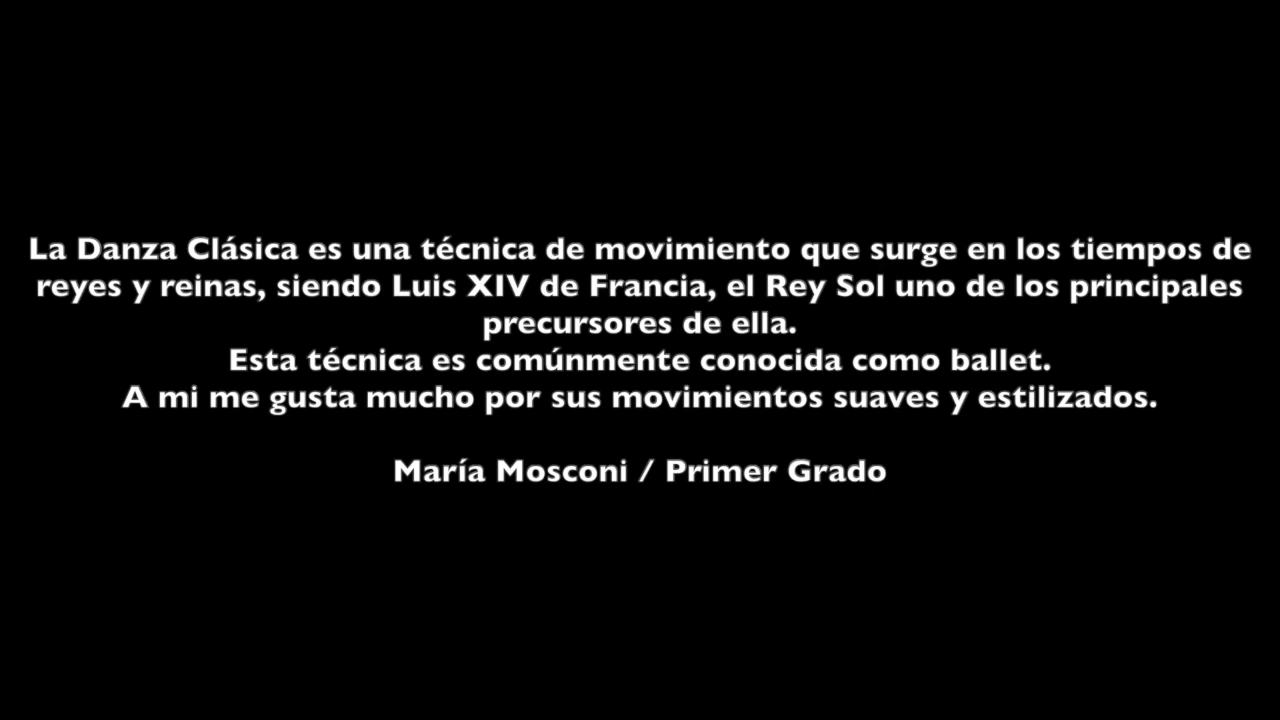 La Danza Clásica es una técnica de movimiento que surge en los tiempos de
reyes y reinas, siendo Luis XIV de Francia, el Rey Sol uno de los principales
precursores de ella.
Esta técnica es comúnmente conocida como ballet.
A mi me gusta mucho por sus movimientos suaves y estilizados.
María Mosconi / Primer Grado